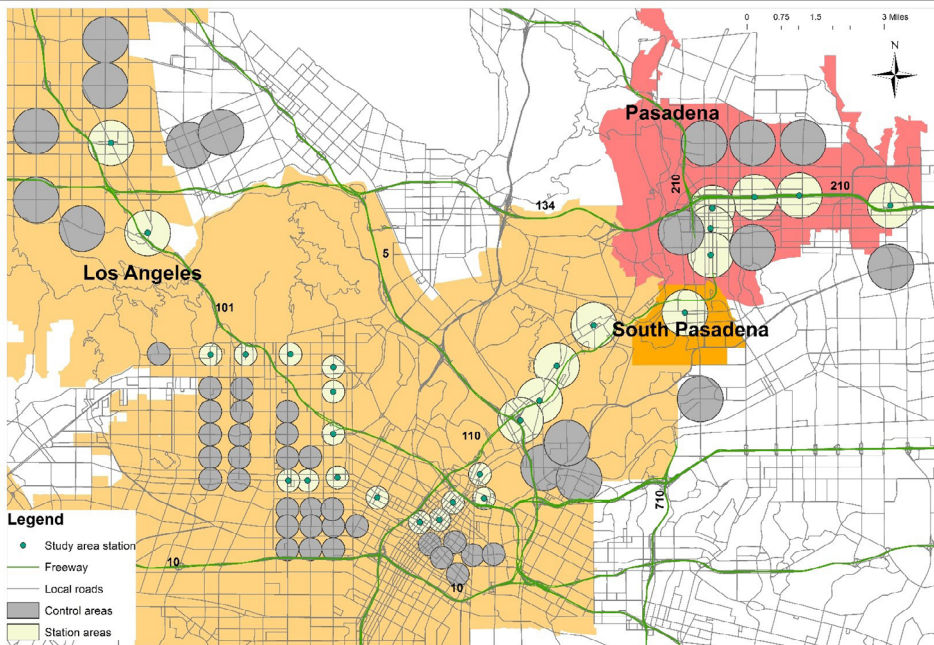 0 0.75 1.5 3 Miles
N
Pasadena
210
210
134
5
Los Angeles
101
South Pasadena
110
710
Legend
Study area station
Freeway
Local roads
Control areas
Station areas
10
10